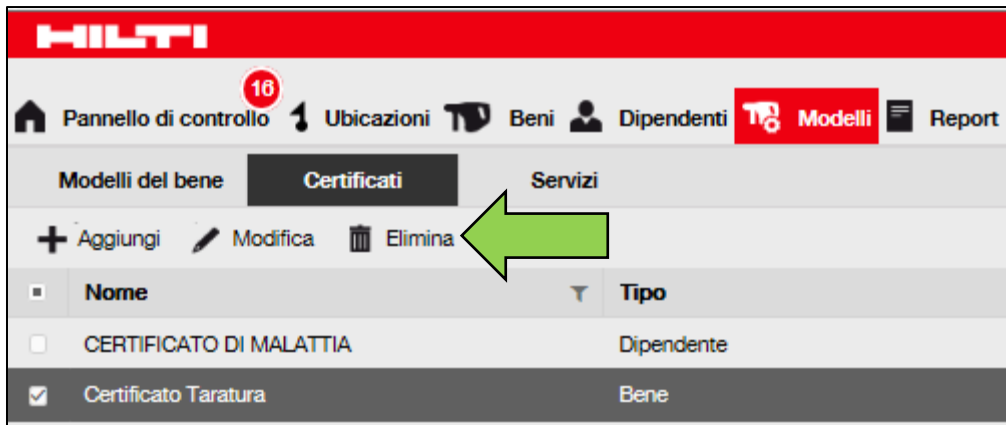 HILTI
16
Pannello di controllo Ubicazioni Beni Dipendenti Modelli Report
Modelli del bene Certificati Servizi
Aggiungi Modifica Elimina
Nome Tipo
CERTIFICATO DI MALATTIA Dipendente
Certificato Taratura Bene